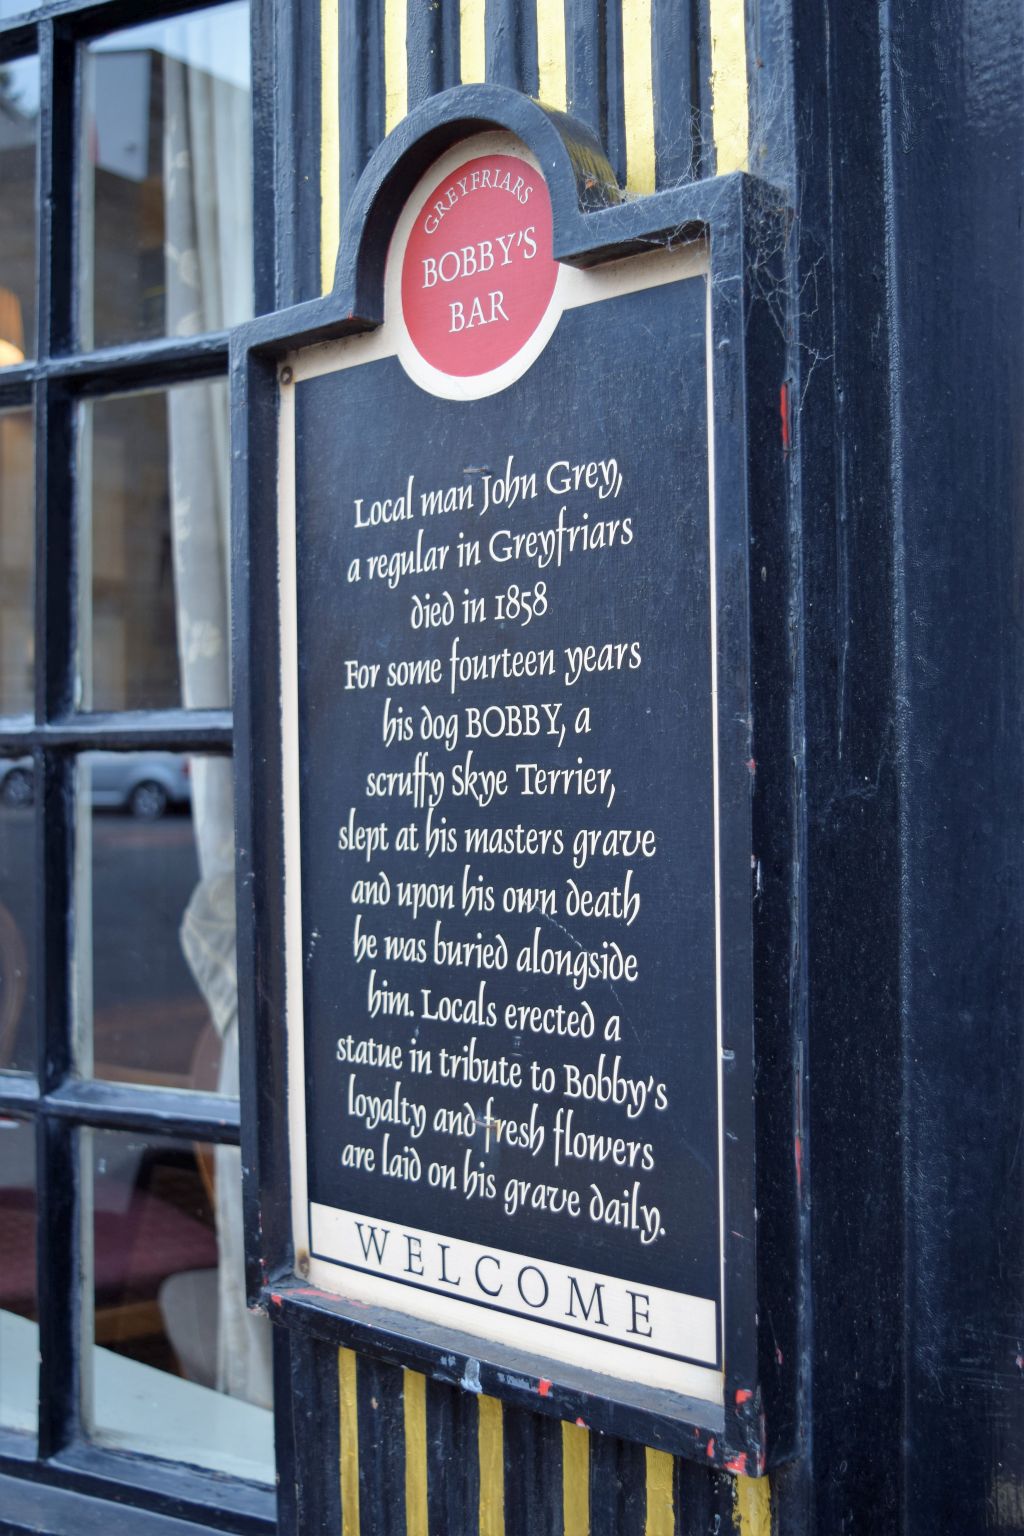 GREYFRIARS
BOBBY'S
BAR
Local man John Grey,
a regular in Greyfriars
died in 1858
For some fourteen years
his dog BOBBY, a
scruffy Skye Terrier,
slept at his masters grave
and upon his own death
he was buried alongside
him. Locals erected a
statue in tribute to Bobby's
loyalty and fresh flowers
are laid on his grave daily.
WELCOME